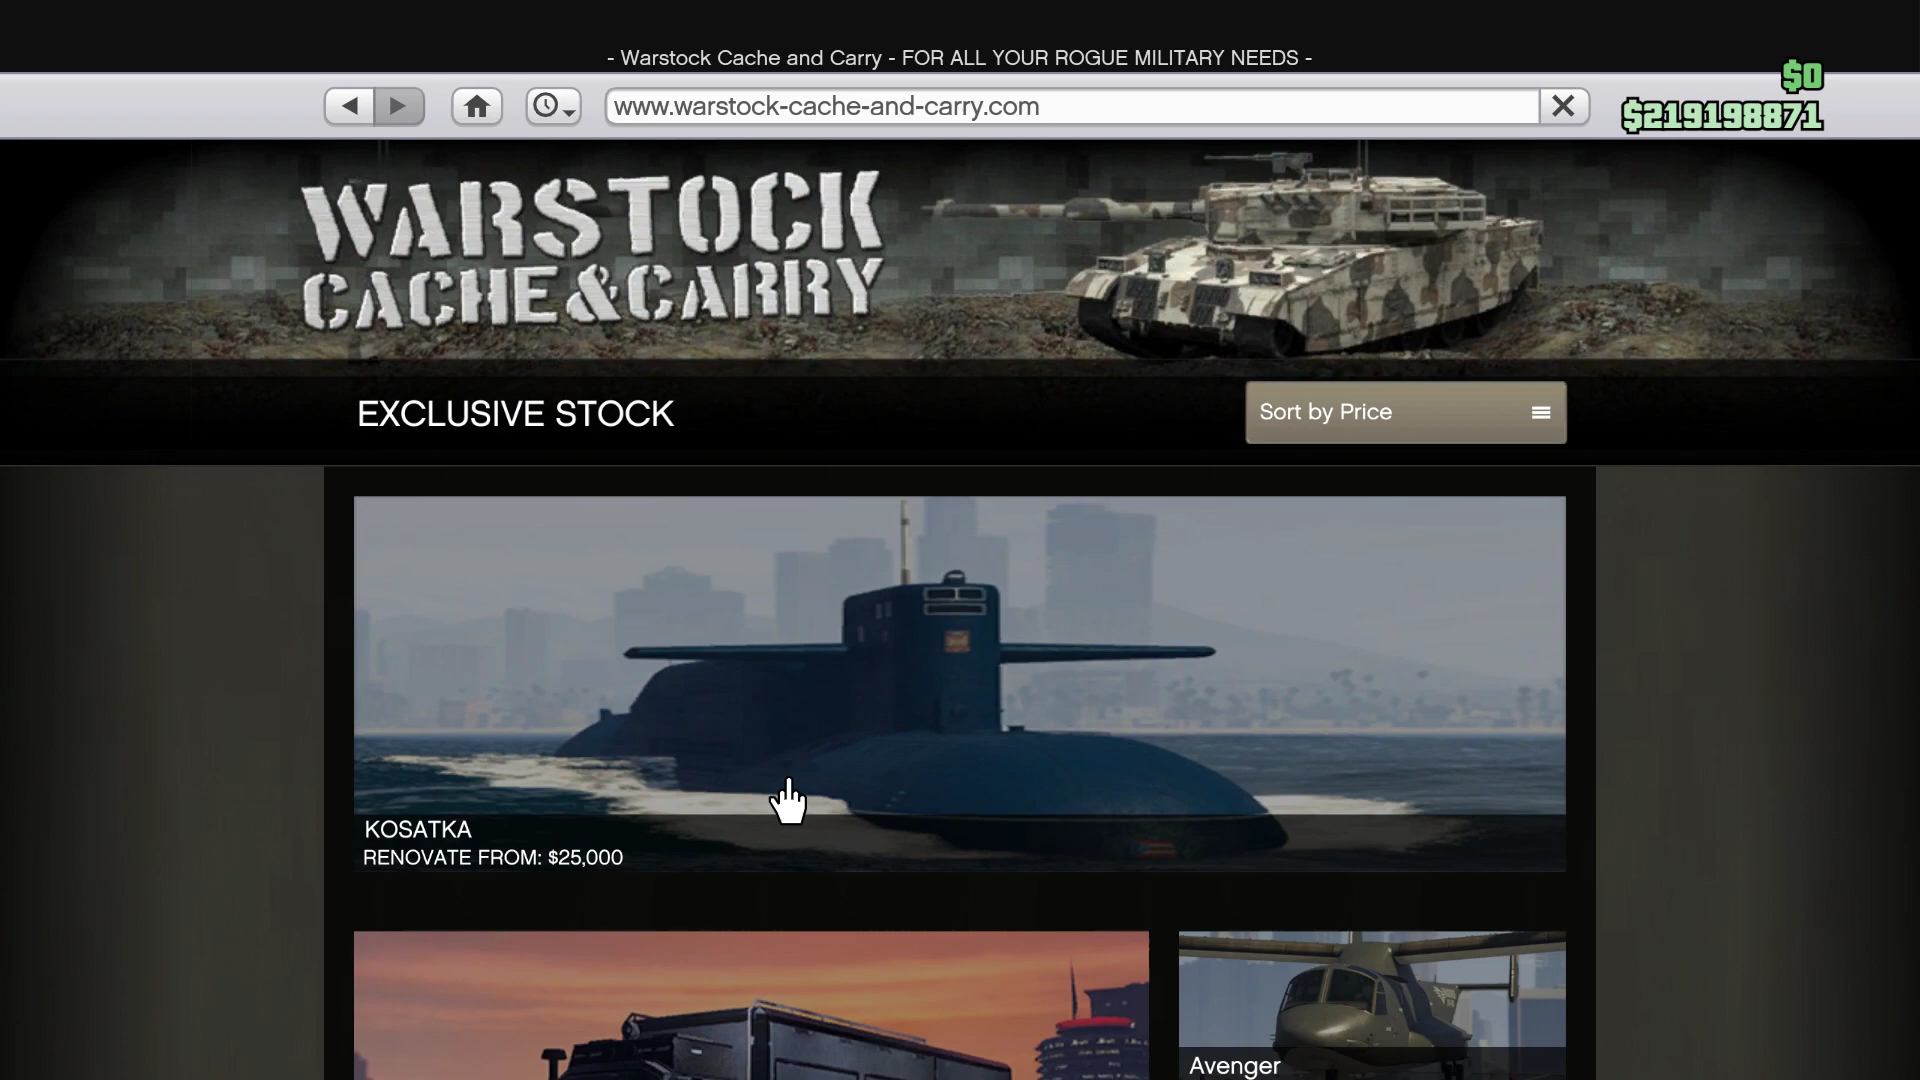 - Warstock Cache and Carry - FOR ALL YOUR ROGUE MILITARY NEEDS -
$0
www.warstock-cache-and-carry.com
$219198871
WARSTOCK
CACHE & CARRY
EXCLUSIVE STOCK
Sort by Price
KOSATKA
RENOVATE FROM: $25,000
Avenger